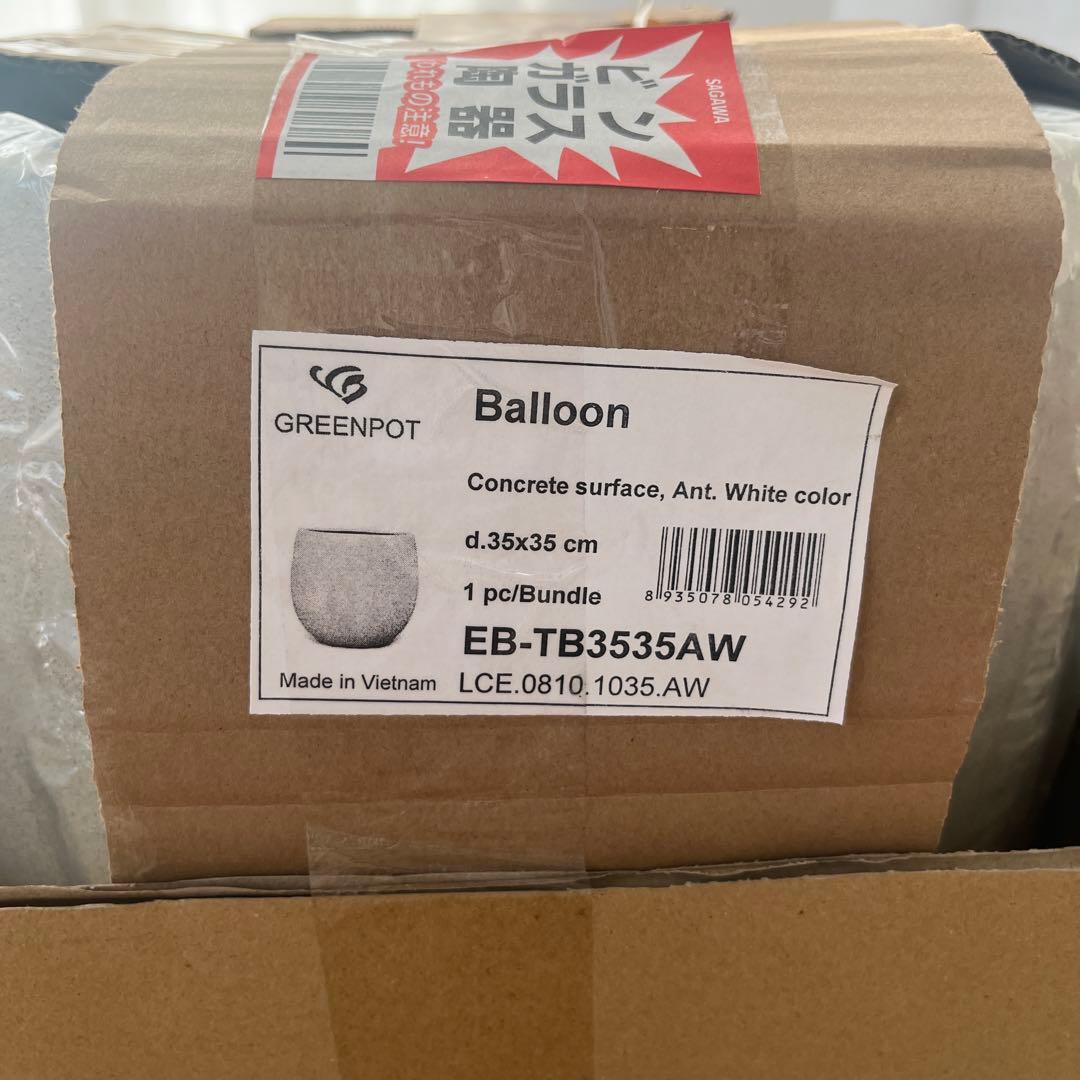 SAGAWA
ビン
ガラス
陶器
われもの注意!
GREENPOT
Balloon
Concrete surface, Ant. White color
d.35x35 cm
1 pc/Bundle
8 935078 054292
EB-TB3535AW
Made in Vietnam
LCE.0810.1035.AW